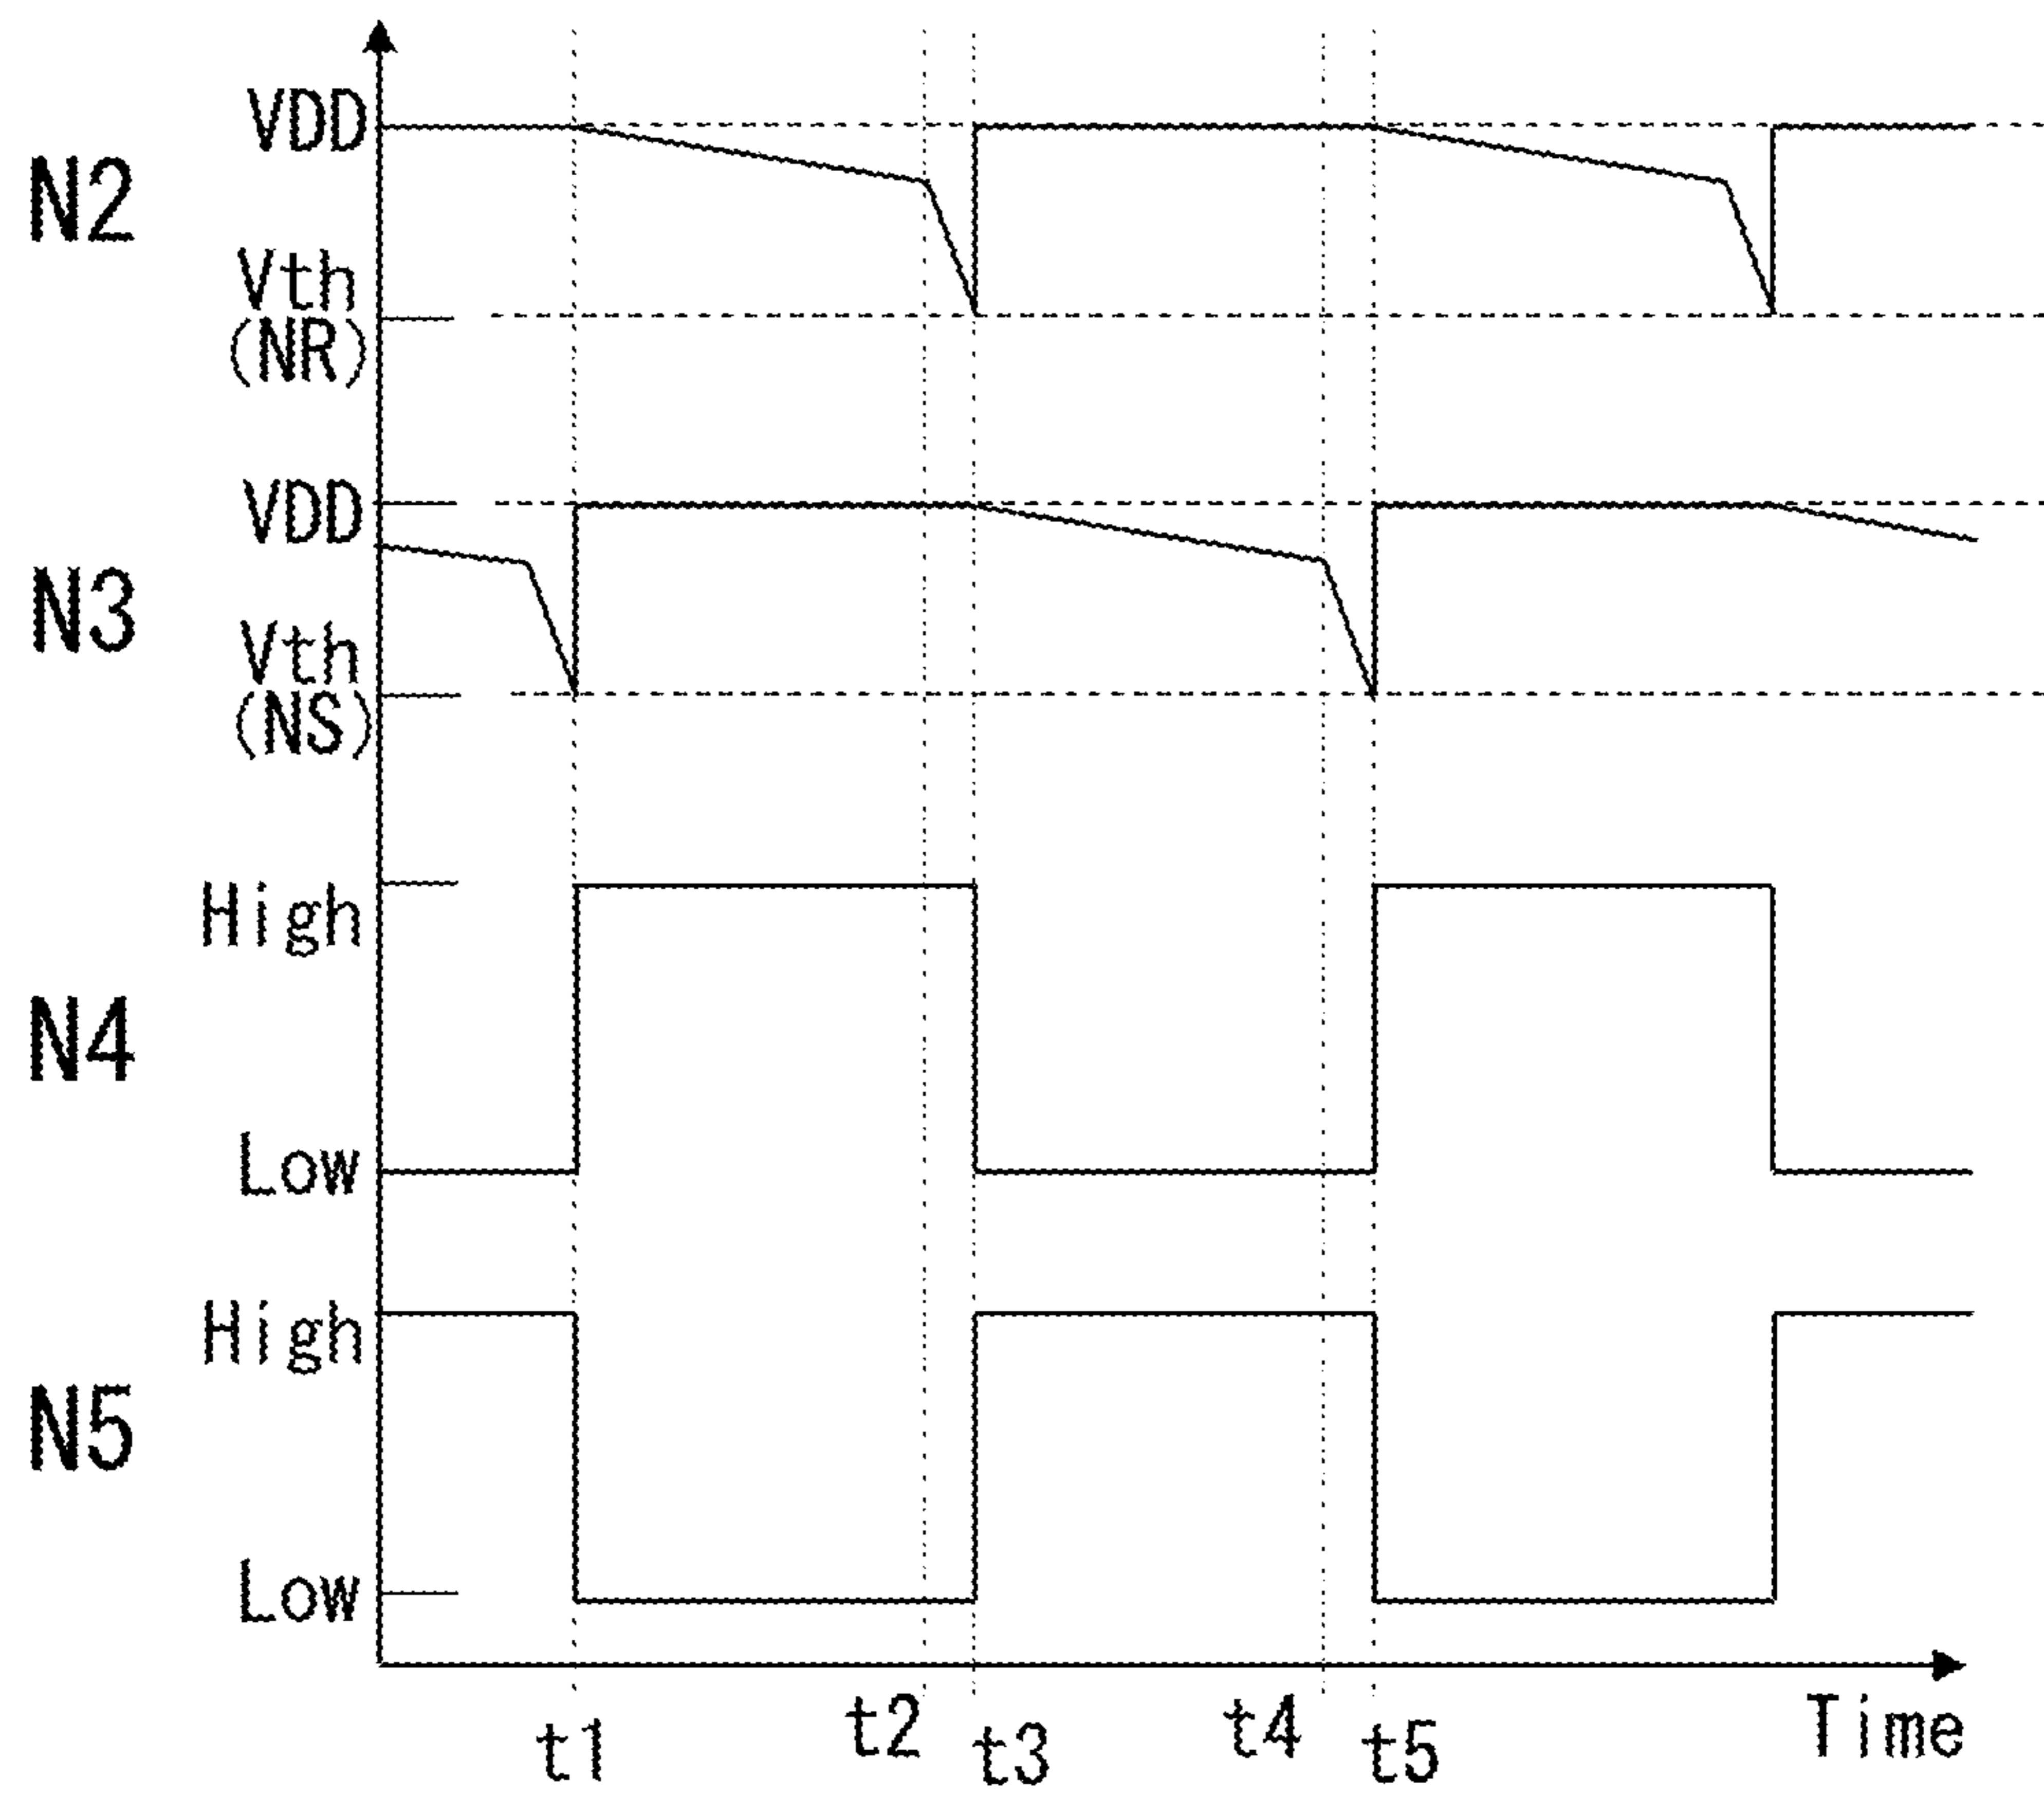 VDD
N2
Vth
(NR)
VDD
N3
Vth
(NS)
High
N4
Low
High
N5
Low
t1 t2 t3 t4 t5 Time